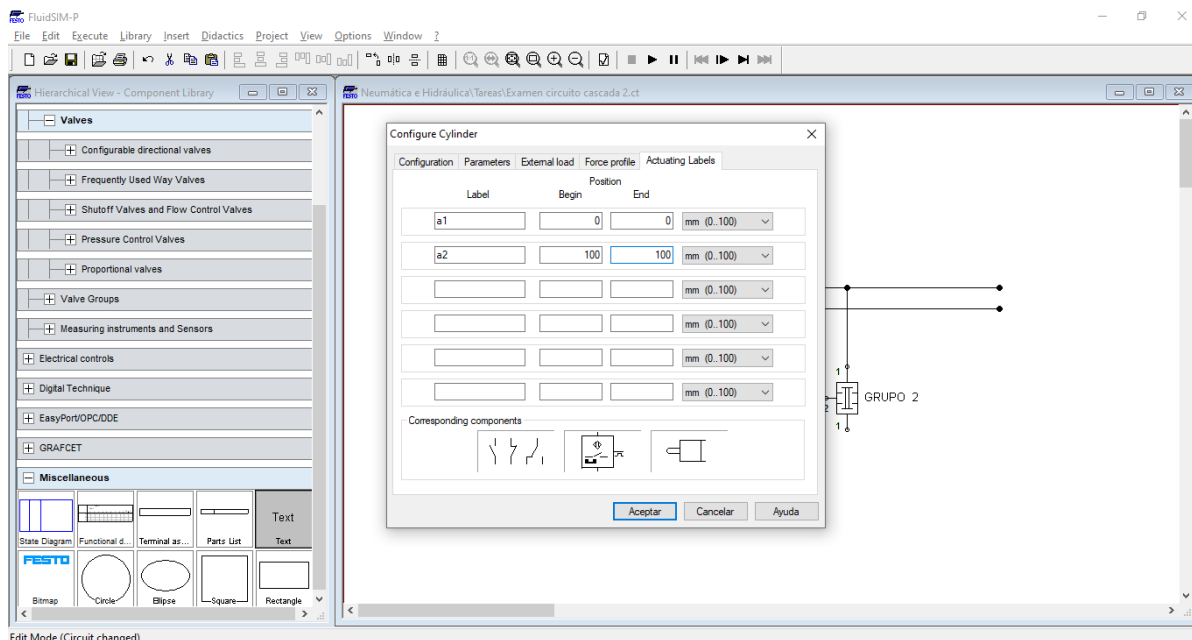 FluidSIM-P
File Edit Execute Library Insert Didactics Project View Options Window ?
Hierarchical View - Component Library
Valves
Configurable directional valves
Frequently Used Way Valves
Shutoff Valves and Flow Control Valves
Pressure Control Valves
Proportional valves
Valve Groups
Measuring instruments and Sensors
Electrical controls
Digital Technique
EasyPort/OPC/DDE
GRAFCET
Miscellaneous
Text
State Diagram Functional d... Terminal as... Parts List Text
FESTO
Bitmap Circle Ellipse Square Rectangle
Neumática e Hidráulica\Tareas\Examen circuito cascada 2.ct
Configure Cylinder
Configuration Parameters External load Force profile Actuating Labels
Position
Label Begin End
a1 0 0 mm (0..100)
a2 100 100 mm (0..100)
mm (0..100)
mm (0..100)
mm (0..100)
mm (0..100)
Corresponding components
Aceptar Cancelar Ayuda
1
GRUPO 2
2
1
Edit Mode (Circuit changed)